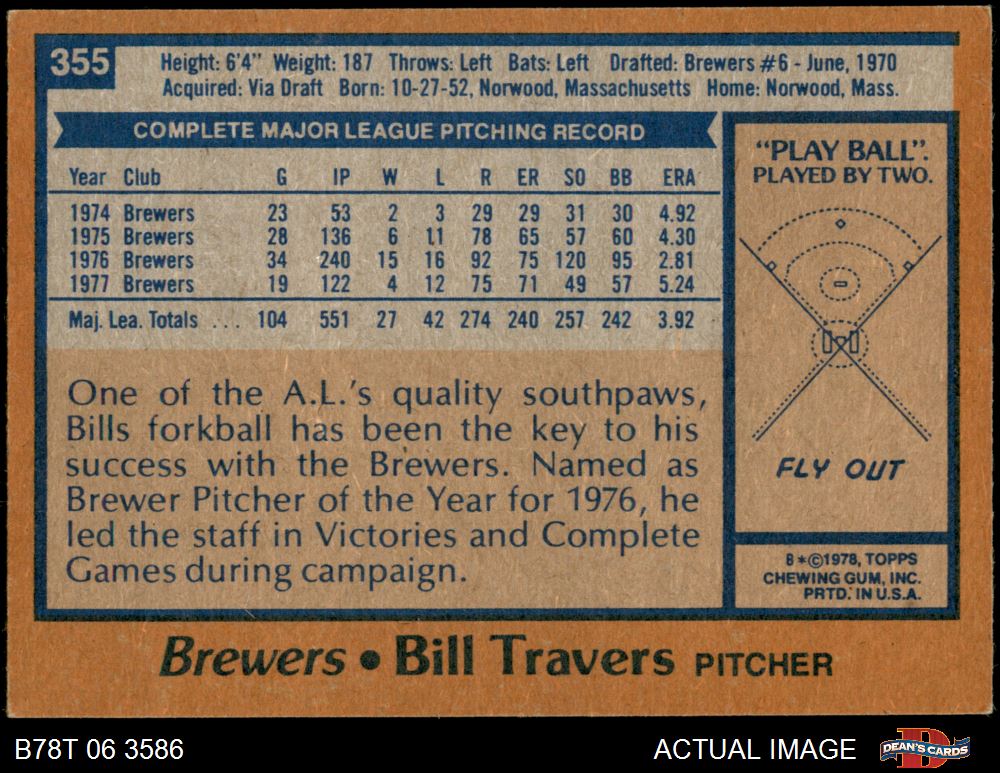 355
Height: 6'4" Weight: 187 Throws: Left Bats: Left Drafted: Brewers #6 - June, 1970
Acquired: Via Draft Born: 10-27-52, Norwood, Massachusetts Home: Norwood, Mass.
COMPLETE MAJOR LEAGUE PITCHING RECORD
Year Club G IP W L R ER SO BB ERA
1974 Brewers 23 53 2 3 29 29 31 30 4.92
1975 Brewers 28 136 6 11 78 65 57 60 4.30
1976 Brewers 34 240 15 16 92 75 120 95 2.81
1977 Brewers 19 122 4 12 75 71 49 57 5.24
Maj. Lea. Totals ... 104 551 27 42 274 240 257 242 3.92
One of the A.L.'s quality southpaws,
Bills forkball has been the key to his
success with the Brewers. Named as
Brewer Pitcher of the Year for 1976, he
led the staff in Victories and Complete
Games during campaign.
"PLAY BALL".
PLAYED BY TWO.
FLY OUT
B*©1978, TOPPS
CHEWING GUM, INC.
PRTD. IN U.S.A.
Brewers • Bill Travers PITCHER
B78T 06 3586
ACTUAL IMAGE
DEAN'S CARDS